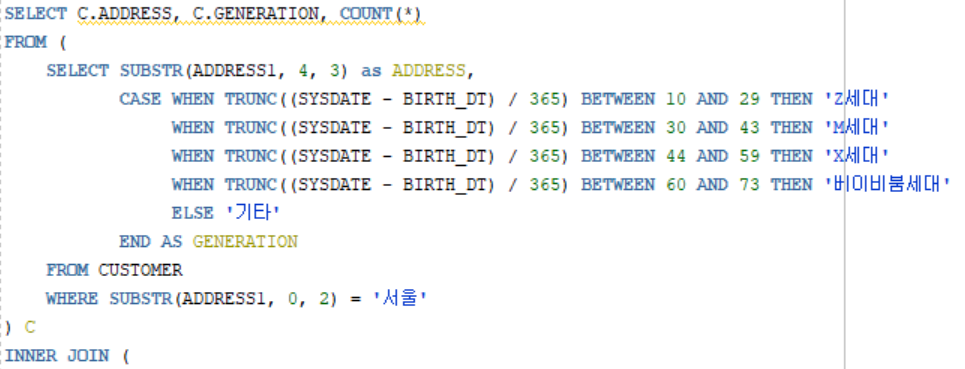 SELECT C.ADDRESS, C.GENERATION, COUNT(*)
FROM (
SELECT SUBSTR(ADDRESS1, 4, 3) as ADDRESS,
CASE WHEN TRUNC((SYSDATE - BIRTH_DT) / 365) BETWEEN 10 AND 29 THEN 'Z세대'
WHEN TRUNC((SYSDATE - BIRTH_DT) / 365) BETWEEN 30 AND 43 THEN 'M세대'
WHEN TRUNC((SYSDATE - BIRTH_DT) / 365) BETWEEN 44 AND 59 THEN 'X세대'
WHEN TRUNC((SYSDATE - BIRTH_DT) / 365) BETWEEN 60 AND 73 THEN '베이비붐세대'
ELSE '기타'
END AS GENERATION
FROM CUSTOMER
WHERE SUBSTR(ADDRESS1, 0, 2) = '서울'
) C
INNER JOIN (